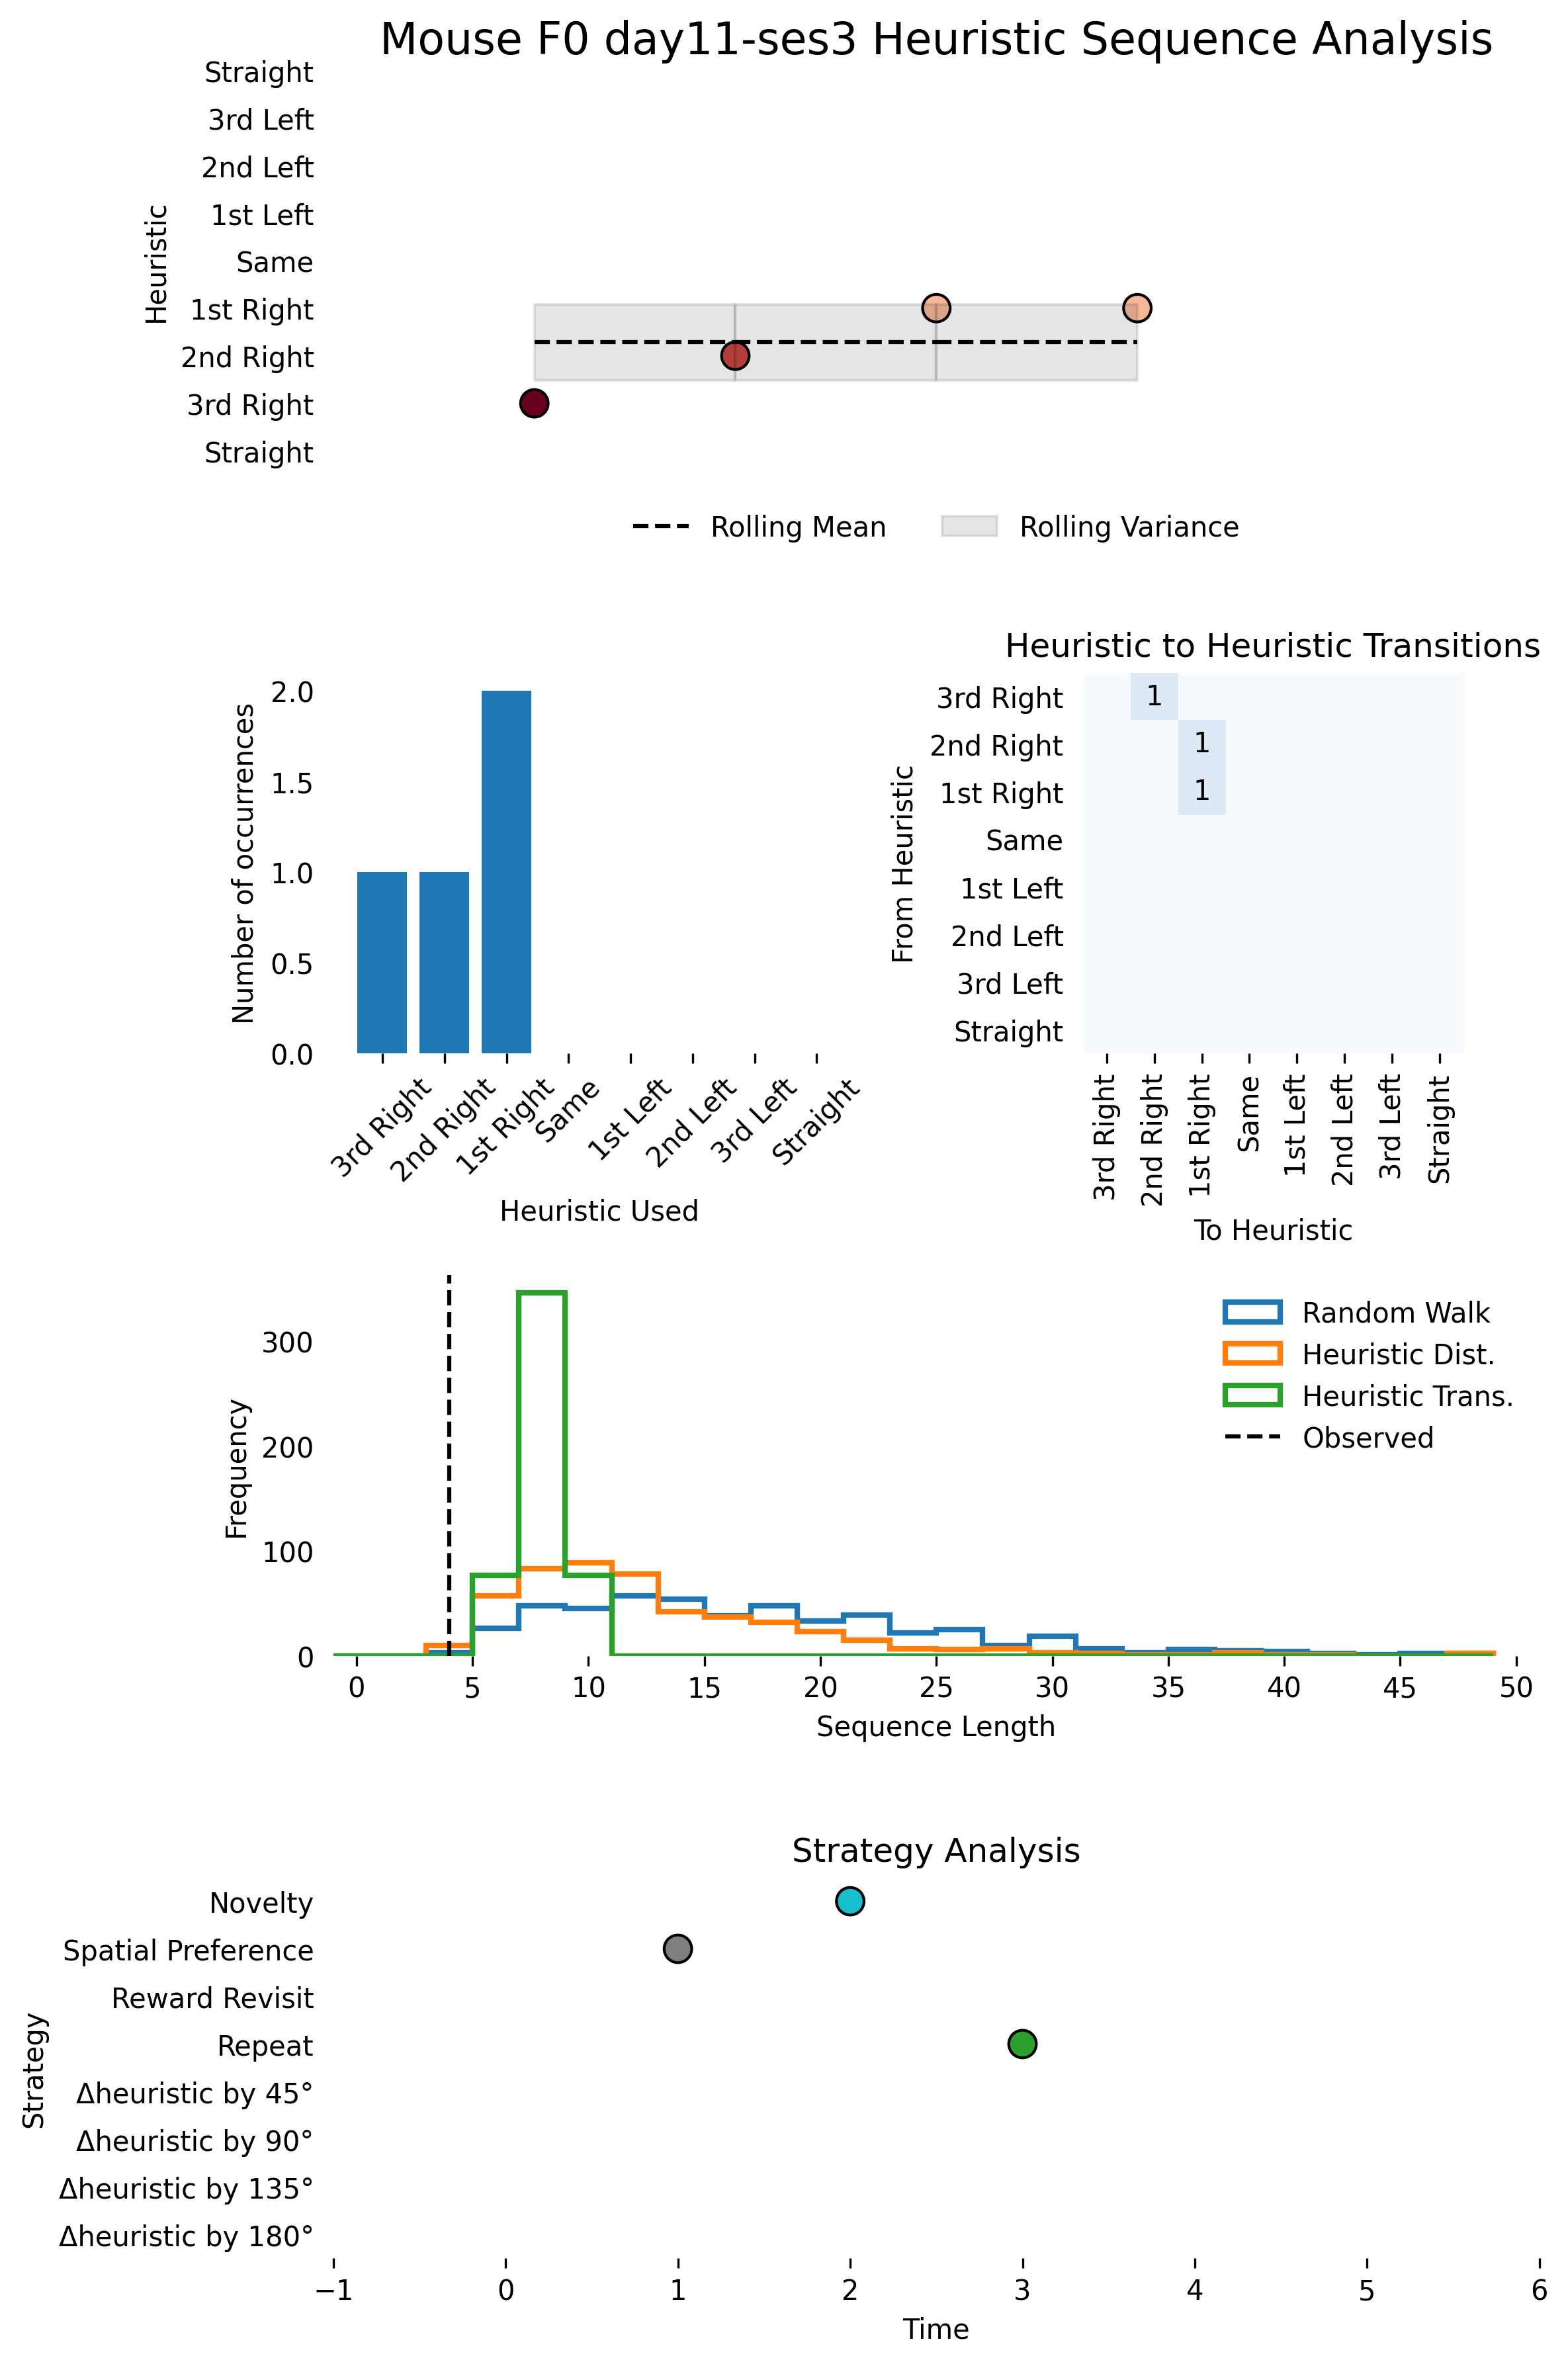 Mouse F0 day11-ses3 Heuristic Sequence Analysis
Heuristic
Straight
3rd Left
2nd Left
1st Left
Same
1st Right
2nd Right
3rd Right
Straight
Rolling Mean
Rolling Variance
Number of occurrences
2.0
1.5
1.0
0.5
0.0
3rd Right
2nd Right
1st Right
Same
1st Left
2nd Left
3rd Left
Straight
Heuristic Used
Heuristic to Heuristic Transitions
From Heuristic
3rd Right
2nd Right
1st Right
Same
1st Left
2nd Left
3rd Left
Straight
1
1
1
3rd Right
2nd Right
1st Right
Same
1st Left
2nd Left
3rd Left
Straight
To Heuristic
Frequency
300
200
100
0
Random Walk
Heuristic Dist.
Heuristic Trans.
Observed
0 5 10 15 20 25 30 35 40 45 50
Sequence Length
Strategy Analysis
Strategy
Novelty
Spatial Preference
Reward Revisit
Repeat
Δheuristic by 45°
Δheuristic by 90°
Δheuristic by 135°
Δheuristic by 180°
−1 0 1 2 3 4 5 6
Time